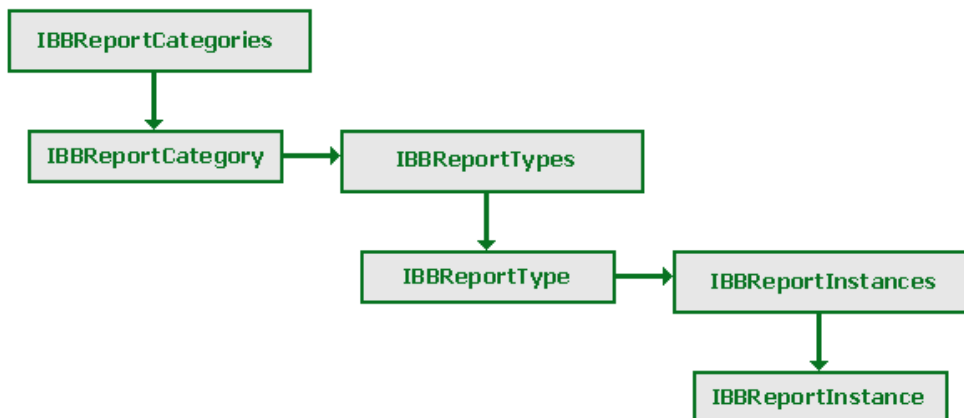 IBBReportCategories
IBBReportCategory
IBBReportTypes
IBBReportType
IBBReportInstances
IBBReportInstance